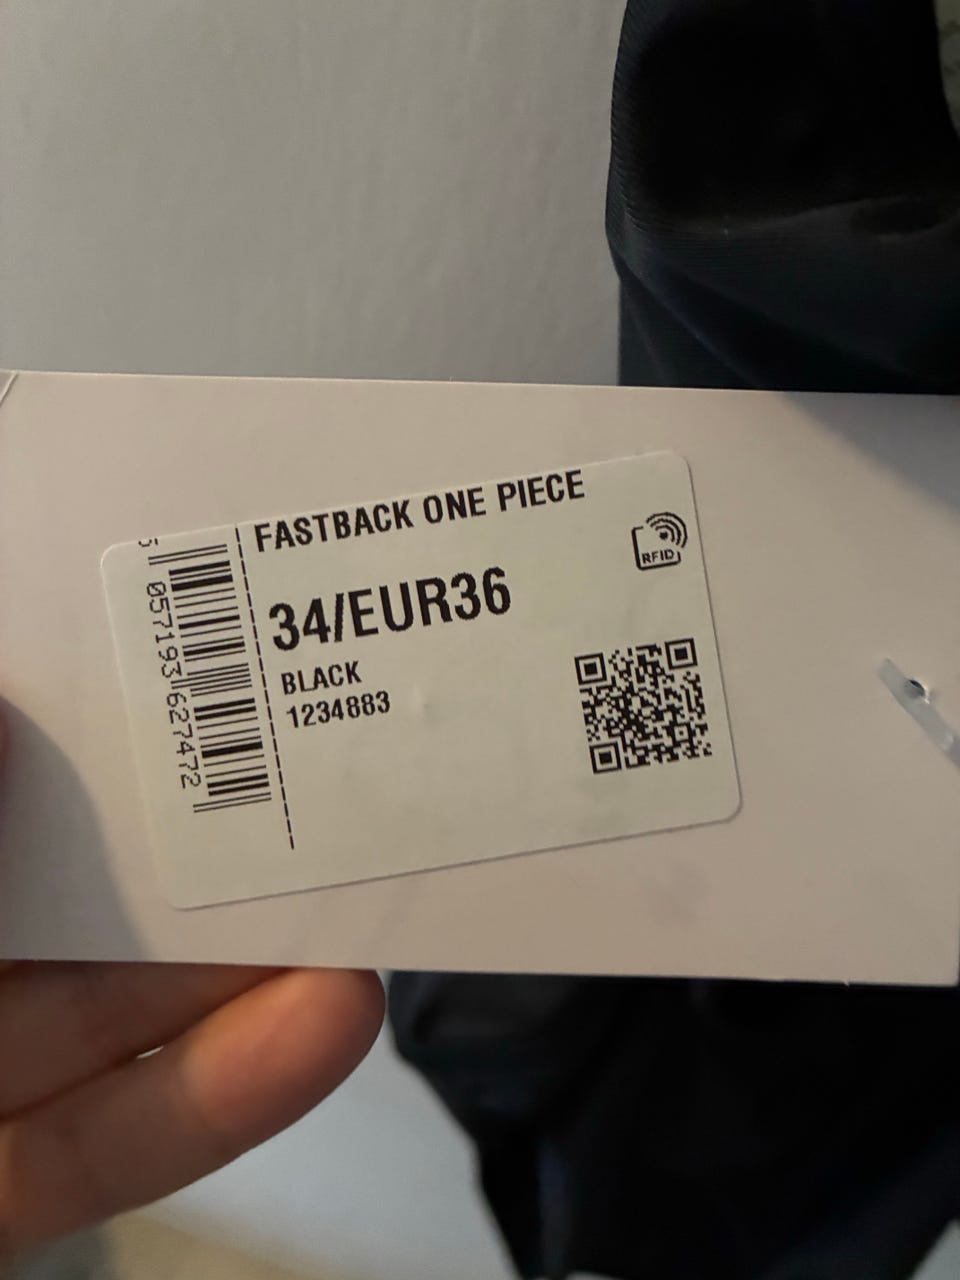 FASTBACK ONE PIECE
RFID
34/EUR36
BLACK
1234883
5 057193 627472